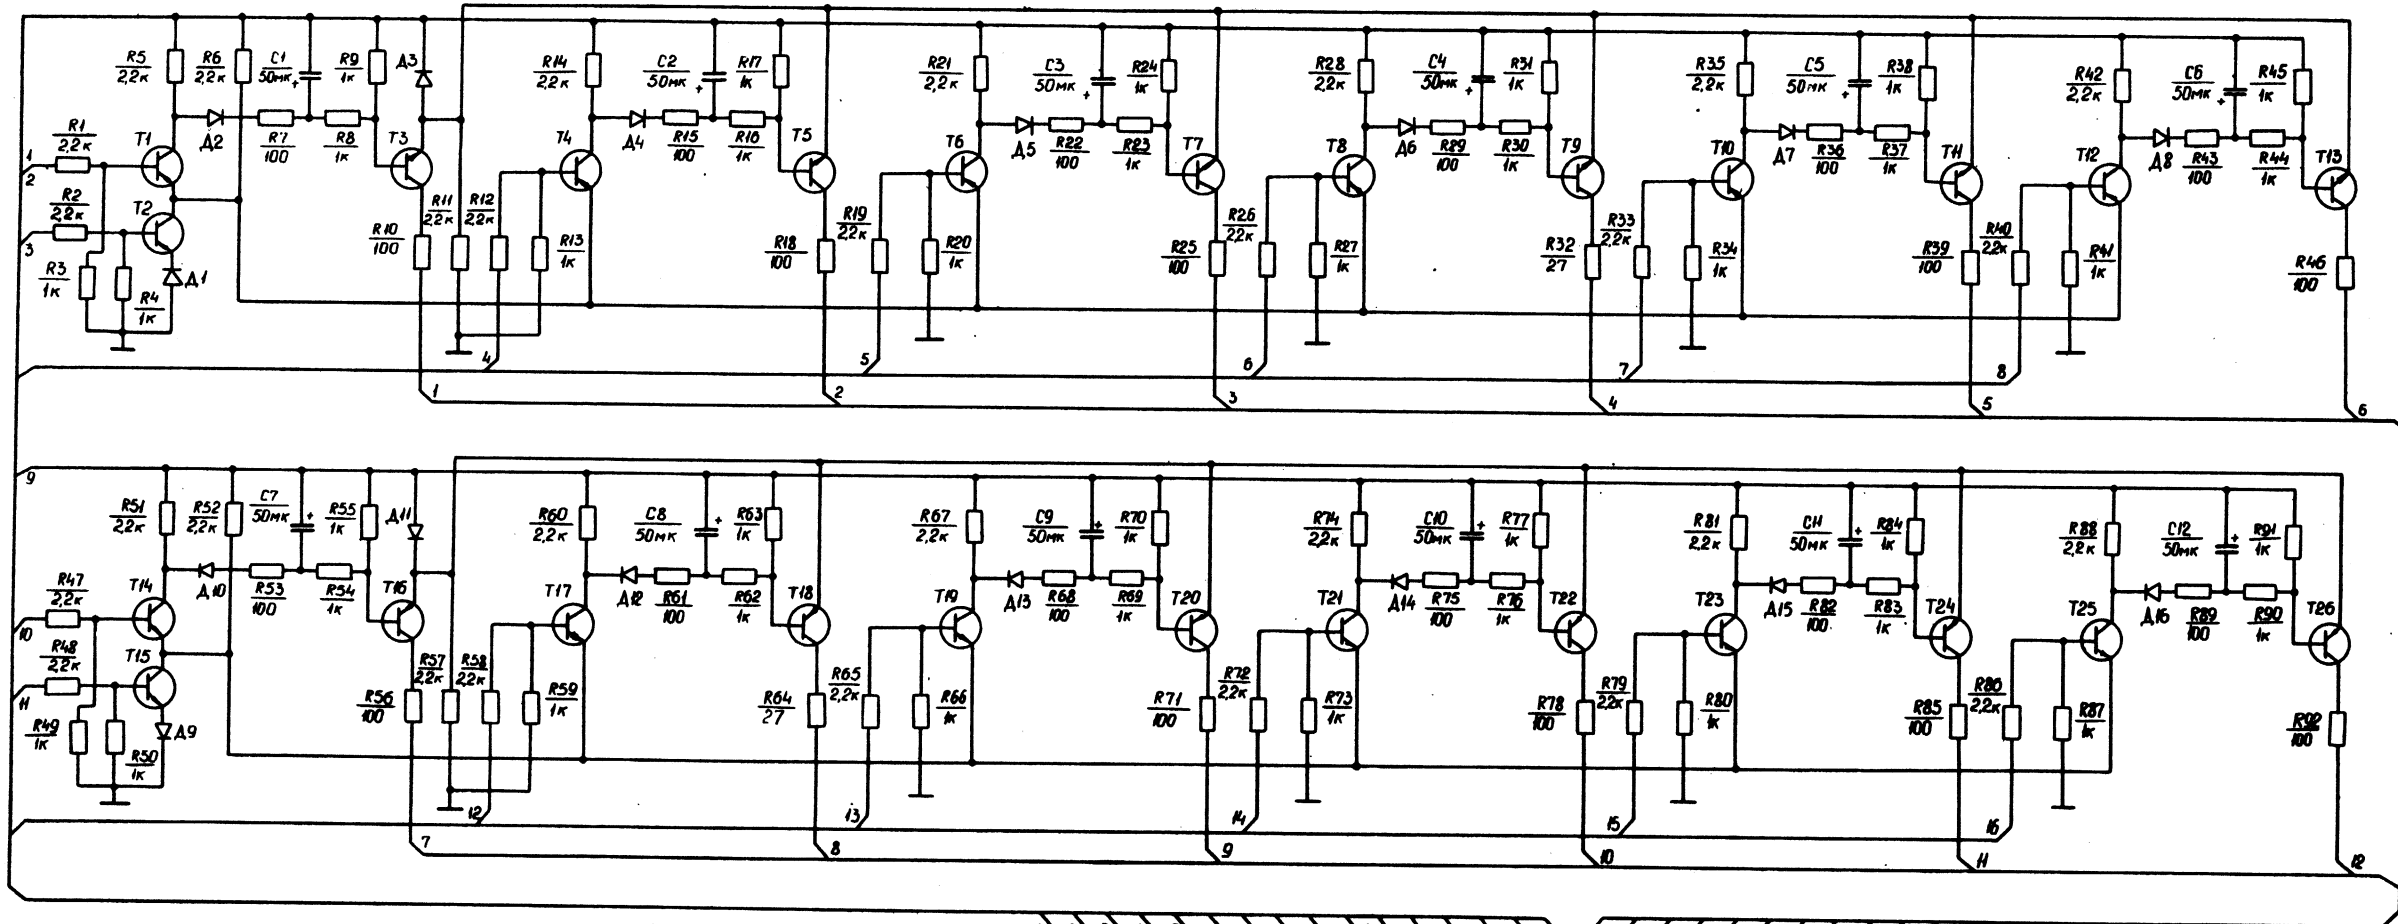 R5 R6 C1 R9 Д3 R14 C2 R17 R21 C3 R24 R28 C4 R31 R35 C5 R38 R42 C6 R45
2,2к 2,2к 50мк 1к 2,2к 50мк 1к 2,2к 50мк 1к 2,2к 50мк 1к 2,2к 50мк 1к 2,2к 50мк 1к
+ + + + + +
R1 T1 Д2 R7 R8 T3 T4 Д4 R15 R16 T5 T6 Д5 R22 R23 T7 T8 Д6 R29 R30 T9 T10 Д7 R36 R37 T11 T12 Д8 R43 R44 T13
2,2к 100 1к 100 1к 100 1к 100 1к 100 1к 100 1к
1
2
R2 T2 R11 R12 R19 R26 R33 R40
2,2к 2,2к 2,2к 2,2к 2,2к 2,2к 2,2к
3
R10 R13 R18 R20 R25 R27 R32 R34 R39 R41 R46
100 1к 100 1к 100 1к 27 1к 100 1к 100
R3 R4 Д1
1к 1к
4 5 6 7 8
1 2 3 4 5 6
9
R51 R52 C7 R55 Д11 R60 C8 R63 R67 C9 R70 R74 C10 R77 R81 C11 R84 R88 C12 R91
2,2к 2,2к 50мк 1к 2,2к 50мк 1к 2,2к 50мк 1к 2,2к 50мк 1к 2,2к 50мк 1к 2,2к 50мк 1к
+ + + + + +
R47 T14 Д10 R53 R54 T16 T17 Д12 R61 R62 T18 T19 Д13 R68 R69 T20 T21 Д14 R75 R76 T22 T23 Д15 R82 R83 T24 T25 Д16 R89 R90 T26
2,2к 100 1к 100 1к 100 1к 100 1к 100 1к 100 1к
10
R48 T15 R57 R58 R65 R72 R79 R86
2,2к 2,2к 2,2к 2,2к 2,2к 2,2к 2,2к
11
R56 R59 R64 R66 R71 R73 R78 R80 R85 R87 R92
100 1к 27 1к 100 1к 100 1к 100 1к 100
R49 R50 Д9
1к 1к
12 13 14 15 16
7 8 9 10 11 12